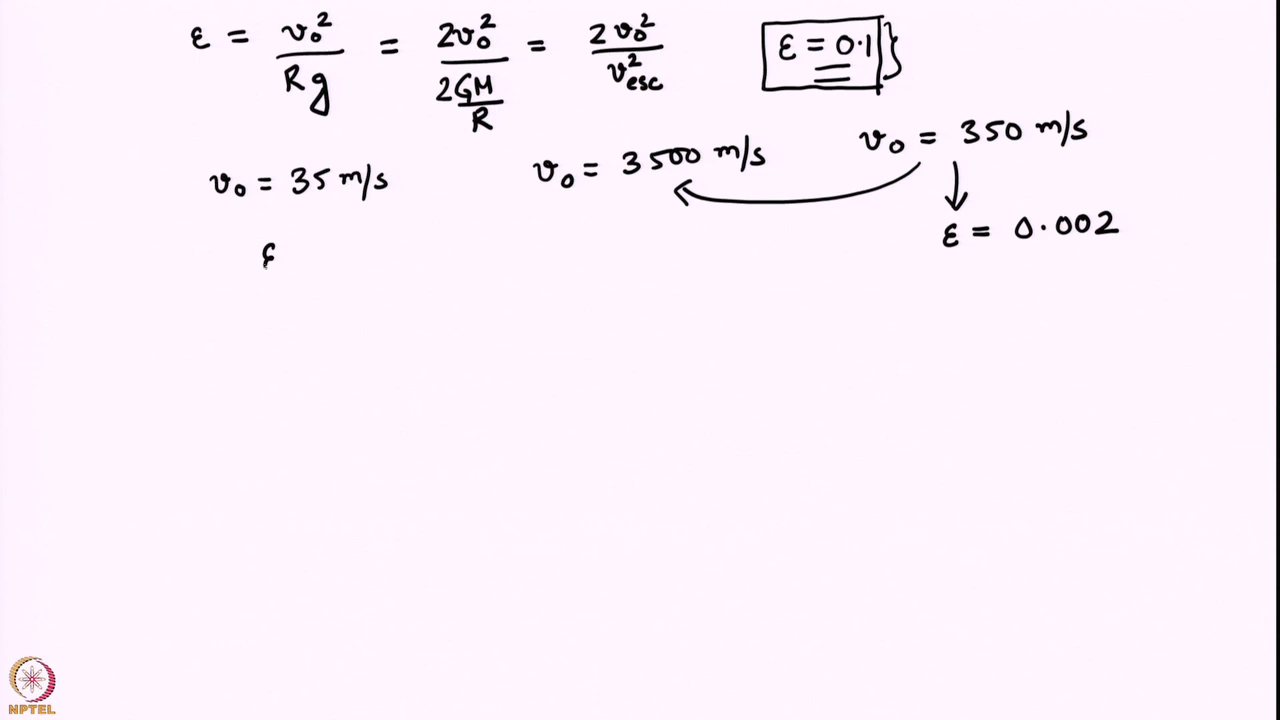 ε = v₀² / Rg = 2v₀² / 2GM/R = 2v₀² / v²esc    ε = 0.1 }
v₀ = 35 m/s    v₀ = 3500 m/s    v₀ = 350 m/s
ε    ε = 0.002
NPTEL